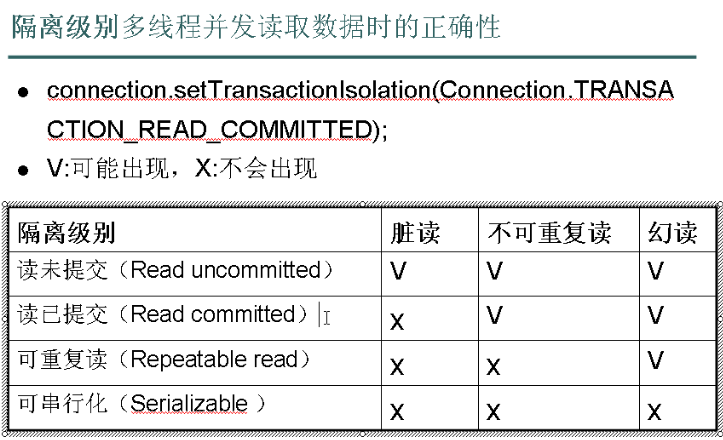 隔离级别多线程并发读取数据时的正确性
connection.setTransactionIsolation(Connection.TRANSA
CTION_READ_COMMITTED);
V:可能出现，X:不会出现
隔离级别 脏读 不可重复读 幻读
读未提交（Read uncommitted） V V V
读已提交（Read committed） x V V
可重复读（Repeatable read） x x V
可串行化（Serializable ） x x x